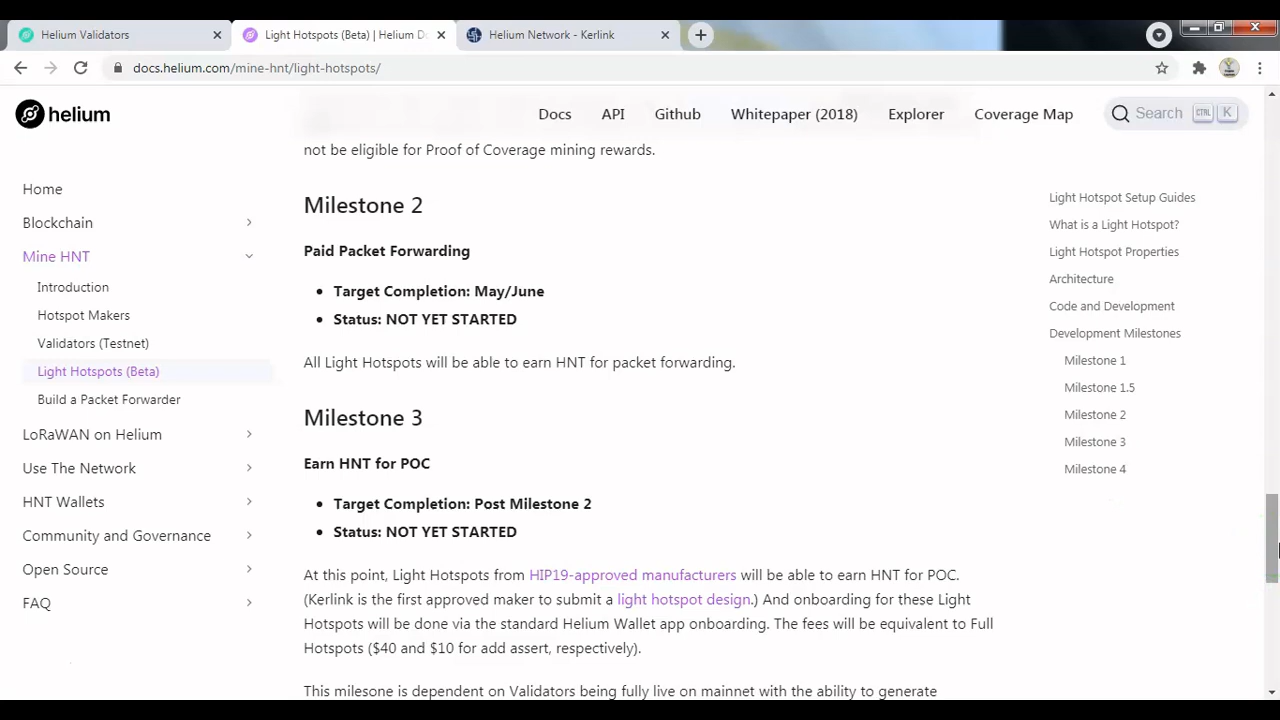 Helium Validators
Light Hotspots (Beta) | Helium D
Helium Network - Kerlink
docs.helium.com/mine-hnt/light-hotspots/
helium
Docs
API
Github
Whitepaper (2018)
Explorer
Coverage Map
Search CTRL K
Home
Blockchain
Mine HNT
Introduction
Hotspot Makers
Validators (Testnet)
Light Hotspots (Beta)
Build a Packet Forwarder
LoRaWAN on Helium
Use The Network
HNT Wallets
Community and Governance
Open Source
FAQ
not be eligible for Proof of Coverage mining rewards.
Milestone 2
Paid Packet Forwarding
• Target Completion: May/June
• Status: NOT YET STARTED
All Light Hotspots will be able to earn HNT for packet forwarding.
Milestone 3
Earn HNT for POC
• Target Completion: Post Milestone 2
• Status: NOT YET STARTED
At this point, Light Hotspots from HIP19-approved manufacturers will be able to earn HNT for POC.
(Kerlink is the first approved maker to submit a light hotspot design.) And onboarding for these Light
Hotspots will be done via the standard Helium Wallet app onboarding. The fees will be equivalent to Full
Hotspots ($40 and $10 for add assert, respectively).
This milesone is dependent on Validators being fully live on mainnet with the ability to generate
Light Hotspot Setup Guides
What is a Light Hotspot?
Light Hotspot Properties
Architecture
Code and Development
Development Milestones
Milestone 1
Milestone 1.5
Milestone 2
Milestone 3
Milestone 4